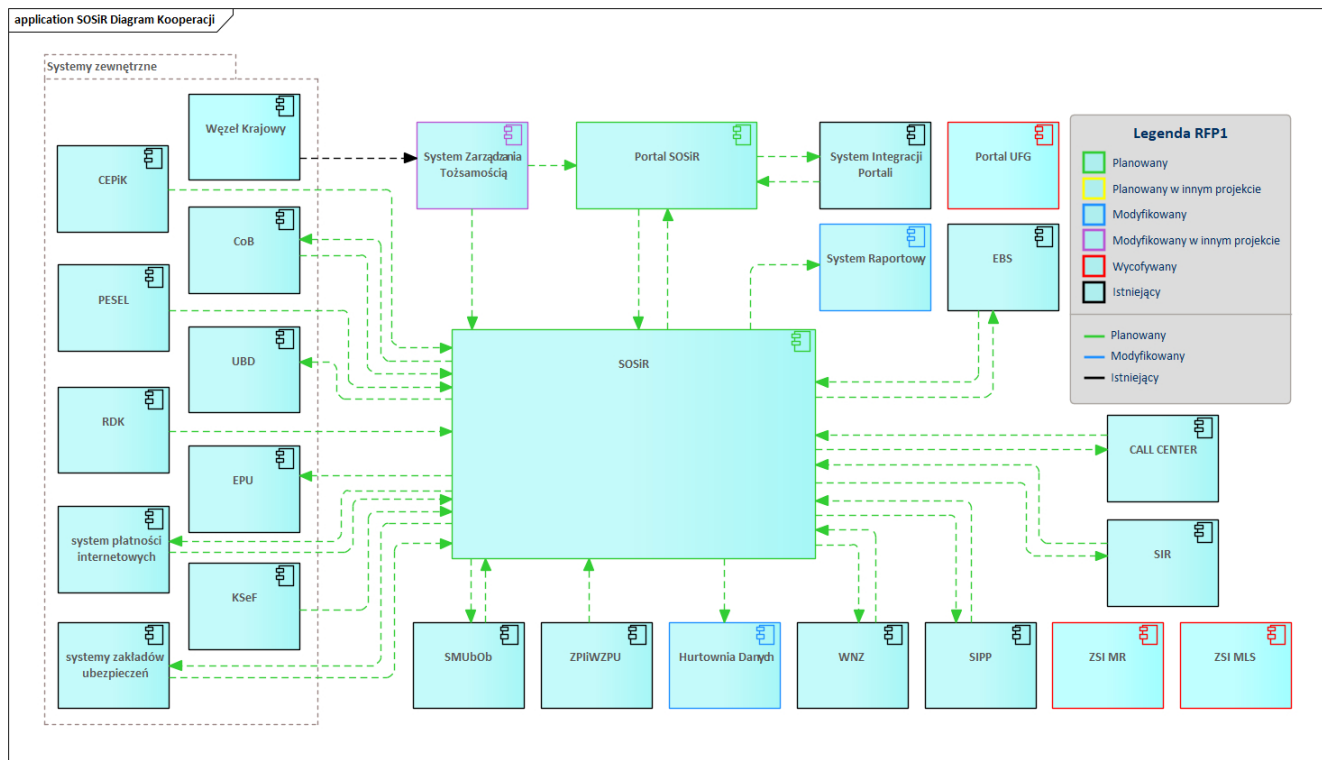 application SOSiR Diagram Kooperacji
Systemy zewnętrzne
Węzeł Krajowy
CEPiK
CoB
PESEL
UBD
RDK
EPU
system płatności
internetowych
KSeF
systemy zakładów
ubezpieczeń
System Zarządzania
Tożsamością
Portal SOSiR
System Integracji
Portali
Portal UFG
System Raportowy
EBS
SOSiR
CALL CENTER
SIR
SMUbOb
ZPIiWZPU
Hurtownia Danych
WNZ
SIPP
ZSI MR
ZSI MLS
Legenda RFP1
Planowany
Planowany w innym projekcie
Modyfikowany
Modyfikowany w innym projekcie
Wycofywany
Istniejący
Planowany
Modyfikowany
Istniejący